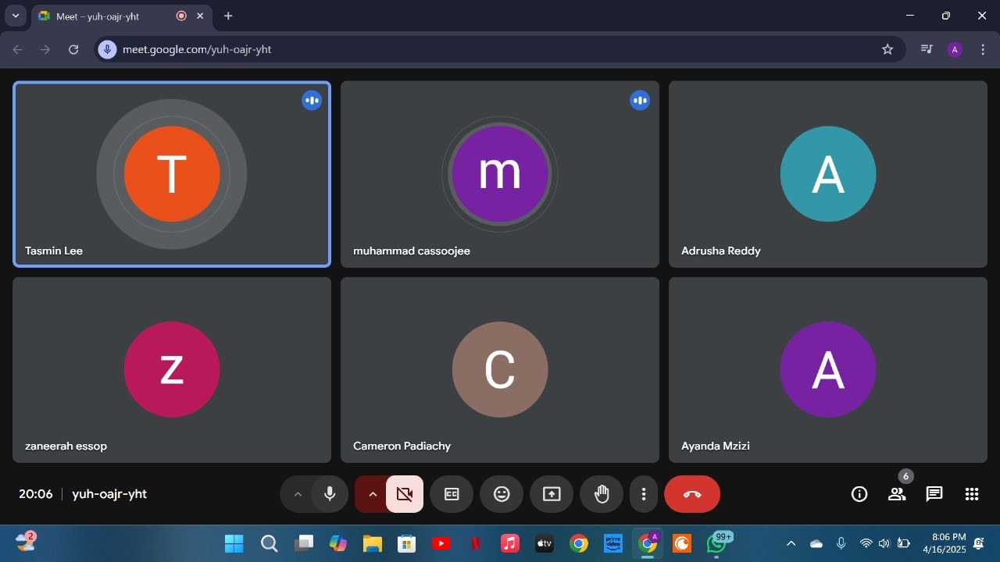 Meet – yuh-oajr-yht
meet.google.com/yuh-oajr-yht
A
T
Tasmin Lee
m
muhammad cassoojee
A
Adrusha Reddy
z
zaneerah essop
C
Cameron Padiachy
A
Ayanda Mzizi
20:06 | yuh-oajr-yht
CC
6
2
tv
prime video
A
99+
8:06 PM
4/16/2025